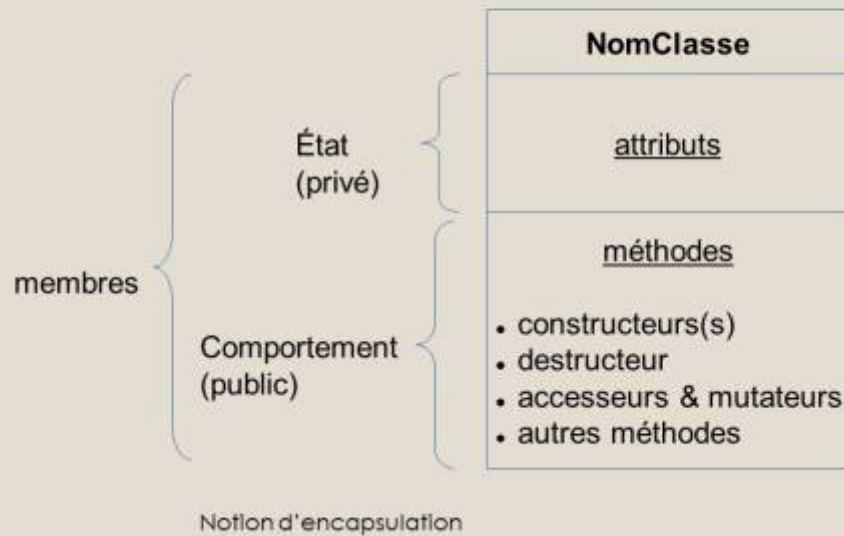 NomClasse
État
(privé)
attributs
membres
méthodes
Comportement
(public)
• constructeurs(s)
• destructeur
• accesseurs & mutateurs
• autres méthodes
Notion d'encapsulation